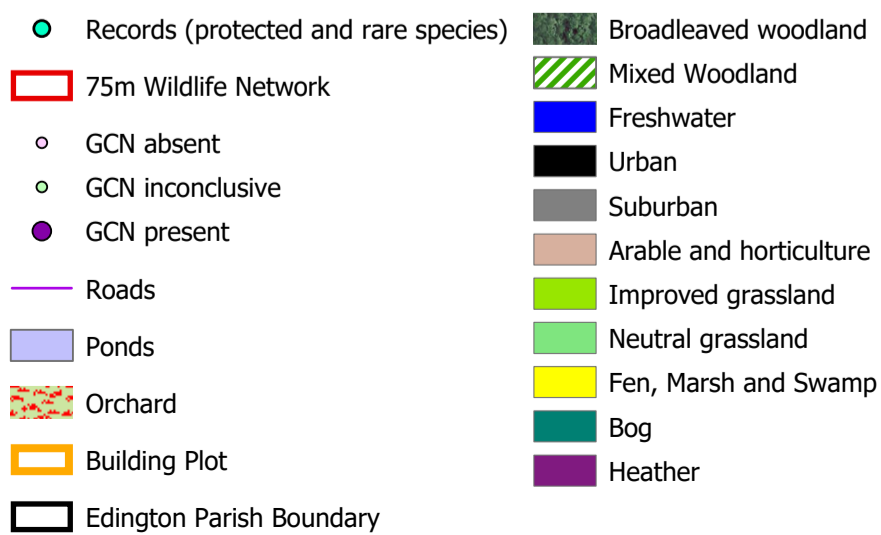 Records (protected and rare species)
75m Wildlife Network
GCN absent
GCN inconclusive
GCN present
Roads
Ponds
Orchard
Building Plot
Edington Parish Boundary
Broadleaved woodland
Mixed Woodland
Freshwater
Urban
Suburban
Arable and horticulture
Improved grassland
Neutral grassland
Fen, Marsh and Swamp
Bog
Heather